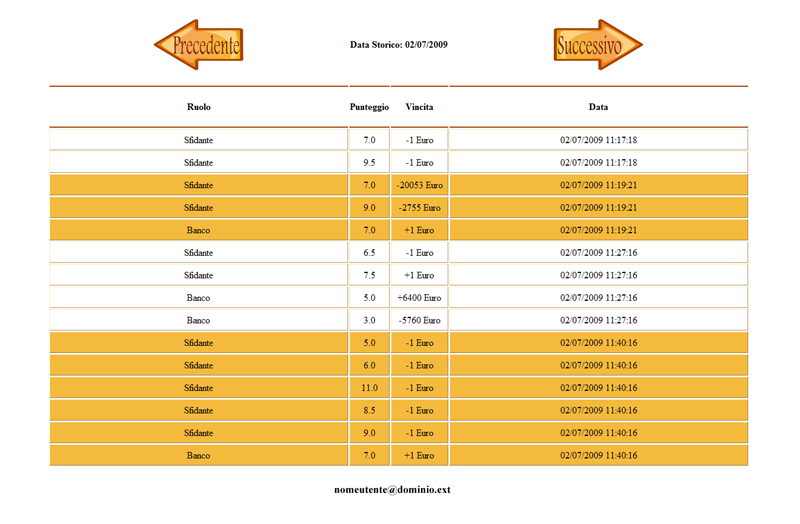 Precedente Data Storico: 02/07/2009 Successivo
Ruolo Punteggio Vincita Data
Sfidante 7.0 -1 Euro 02/07/2009 11:17:18
Sfidante 9.5 -1 Euro 02/07/2009 11:17:18
Sfidante 7.0 -20053 Euro 02/07/2009 11:19:21
Sfidante 9.0 -2755 Euro 02/07/2009 11:19:21
Banco 7.0 +1 Euro 02/07/2009 11:19:21
Sfidante 6.5 -1 Euro 02/07/2009 11:27:16
Sfidante 7.5 +1 Euro 02/07/2009 11:27:16
Banco 5.0 +6400 Euro 02/07/2009 11:27:16
Banco 3.0 -5760 Euro 02/07/2009 11:27:16
Sfidante 5.0 -1 Euro 02/07/2009 11:40:16
Sfidante 6.0 -1 Euro 02/07/2009 11:40:16
Sfidante 11.0 -1 Euro 02/07/2009 11:40:16
Sfidante 8.5 -1 Euro 02/07/2009 11:40:16
Sfidante 9.0 -1 Euro 02/07/2009 11:40:16
Banco 7.0 +1 Euro 02/07/2009 11:40:16
nomeutente@dominio.ext